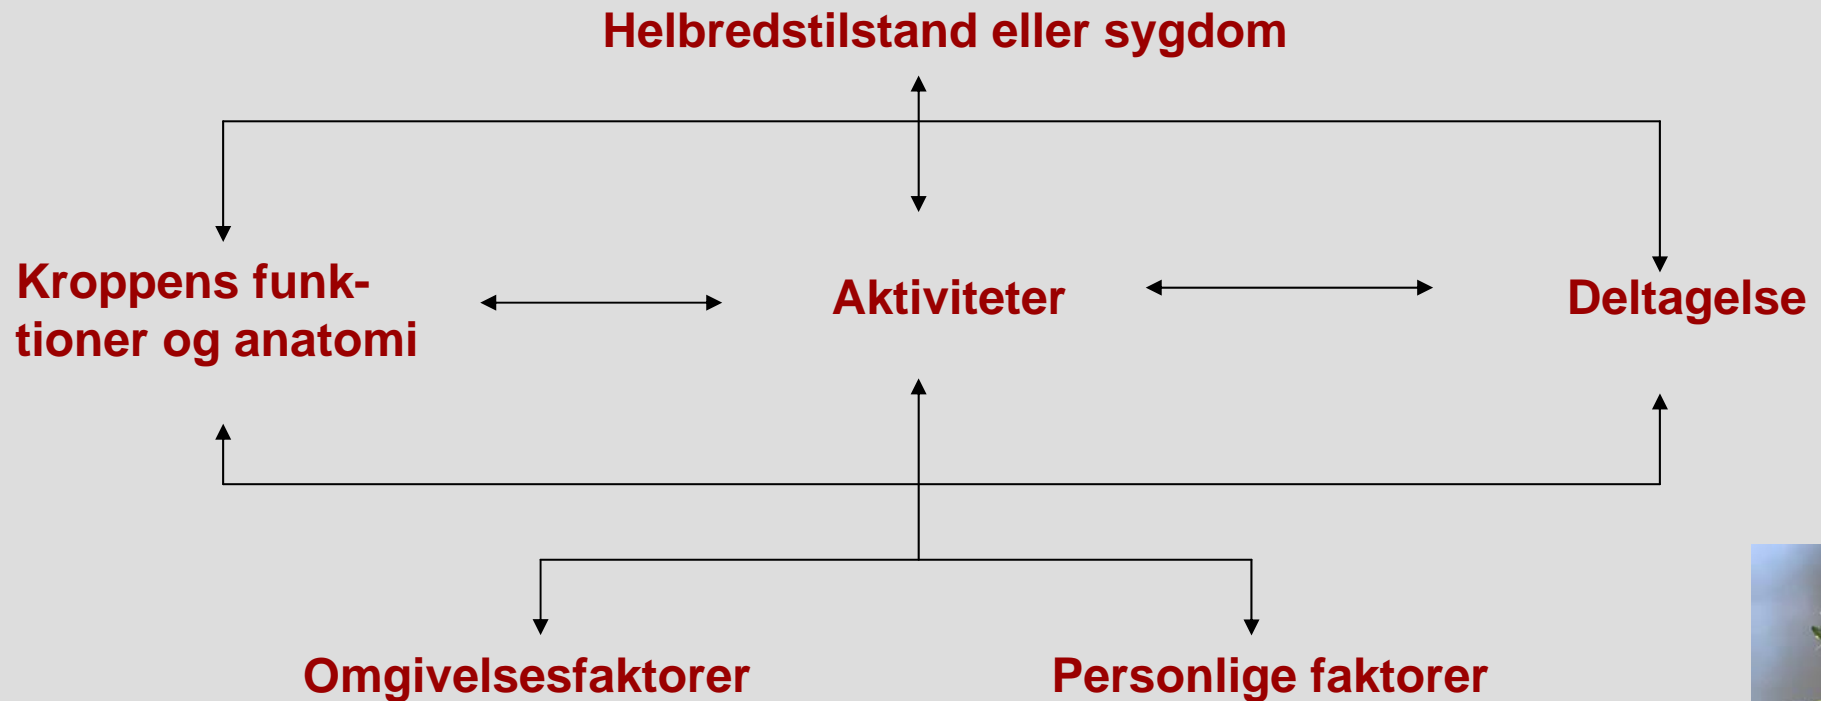 Helbredstilstand eller sygdom
Kroppens funk-
tioner og anatomi
Aktiviteter
Deltagelse
Omgivelsesfaktorer
Personlige faktorer